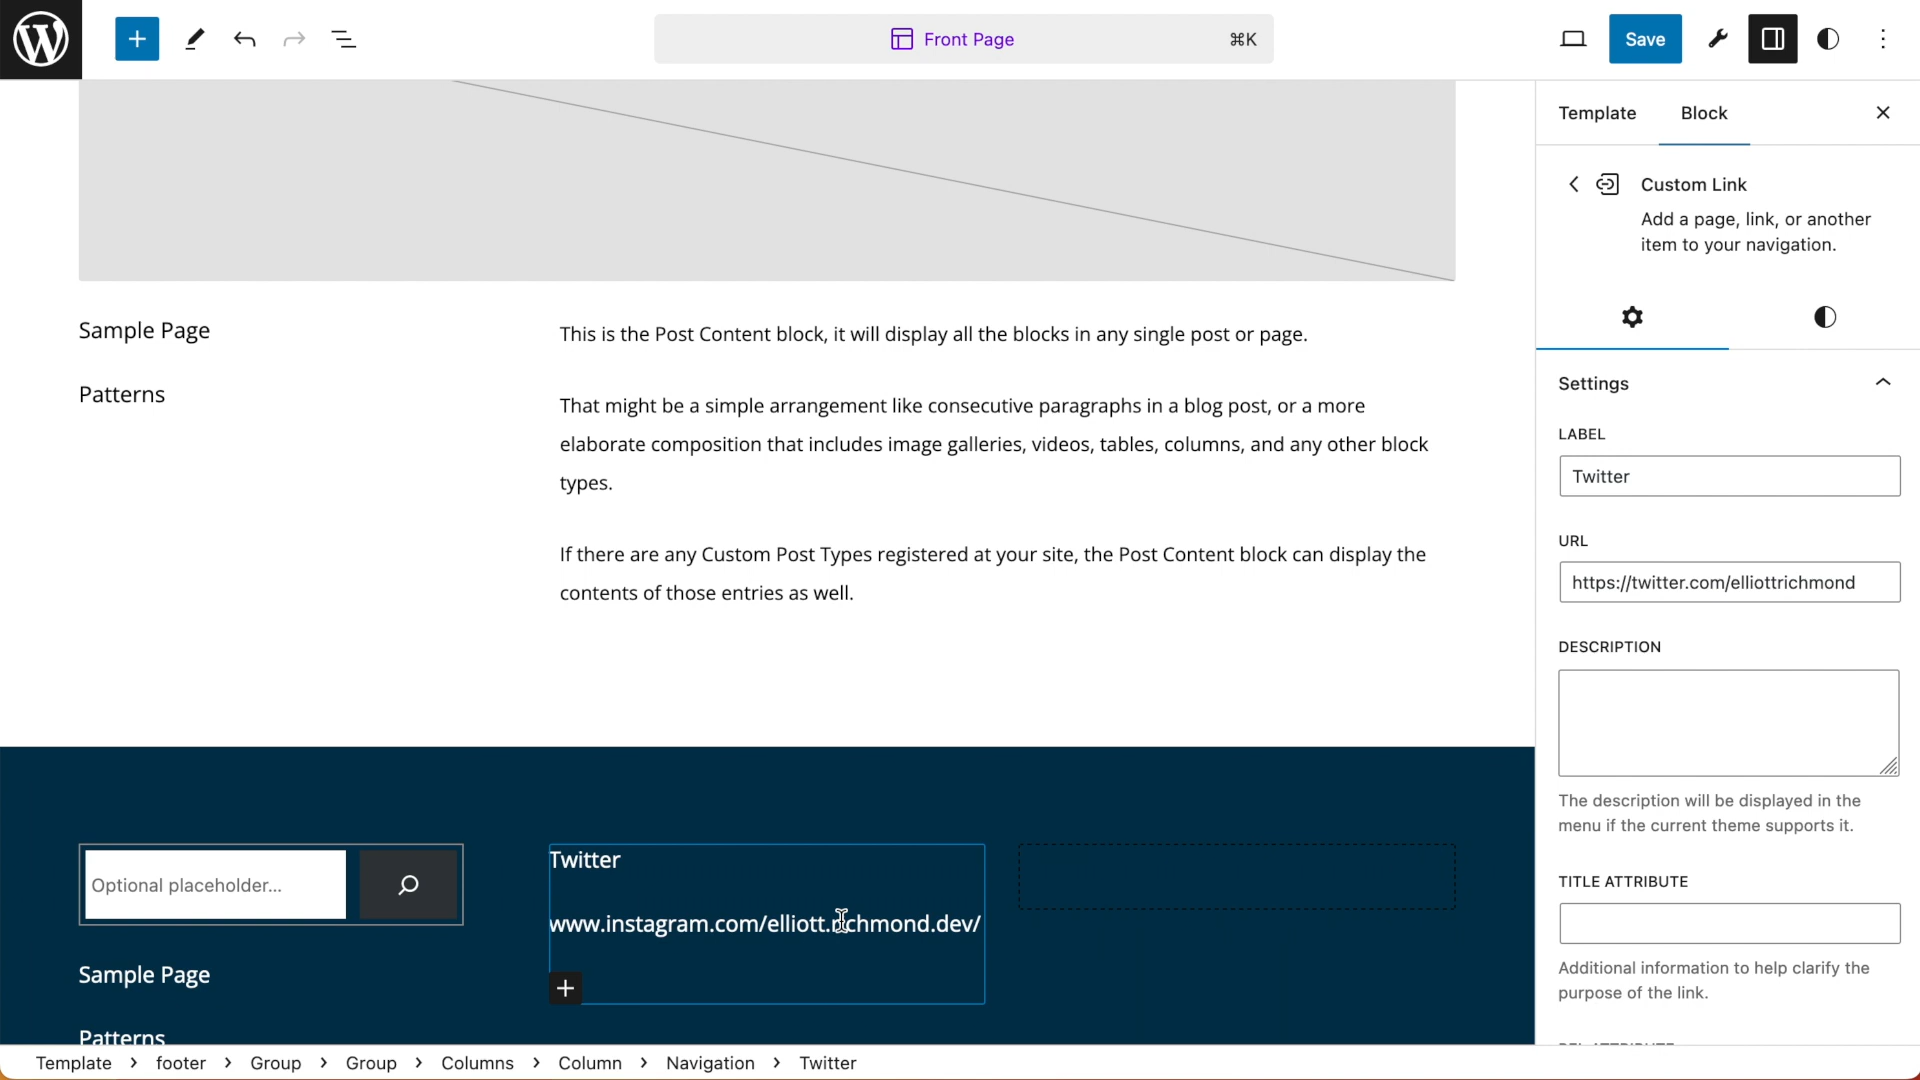 Front Page
⌘K
Save
Template
Block
Custom Link
Add a page, link, or another
item to your navigation.
Settings
LABEL
Twitter
URL
https://twitter.com/elliottrichmond
DESCRIPTION
The description will be displayed in the
menu if the current theme supports it.
TITLE ATTRIBUTE
Additional information to help clarify the
purpose of the link.
Sample Page
Patterns
This is the Post Content block, it will display all the blocks in any single post or page.
That might be a simple arrangement like consecutive paragraphs in a blog post, or a more
elaborate composition that includes image galleries, videos, tables, columns, and any other block
types.
If there are any Custom Post Types registered at your site, the Post Content block can display the
contents of those entries as well.
Optional placeholder...
Sample Page
Patterns
Twitter
www.instagram.com/elliott.richmond.dev/
Template > footer > Group > Group > Columns > Column > Navigation > Twitter